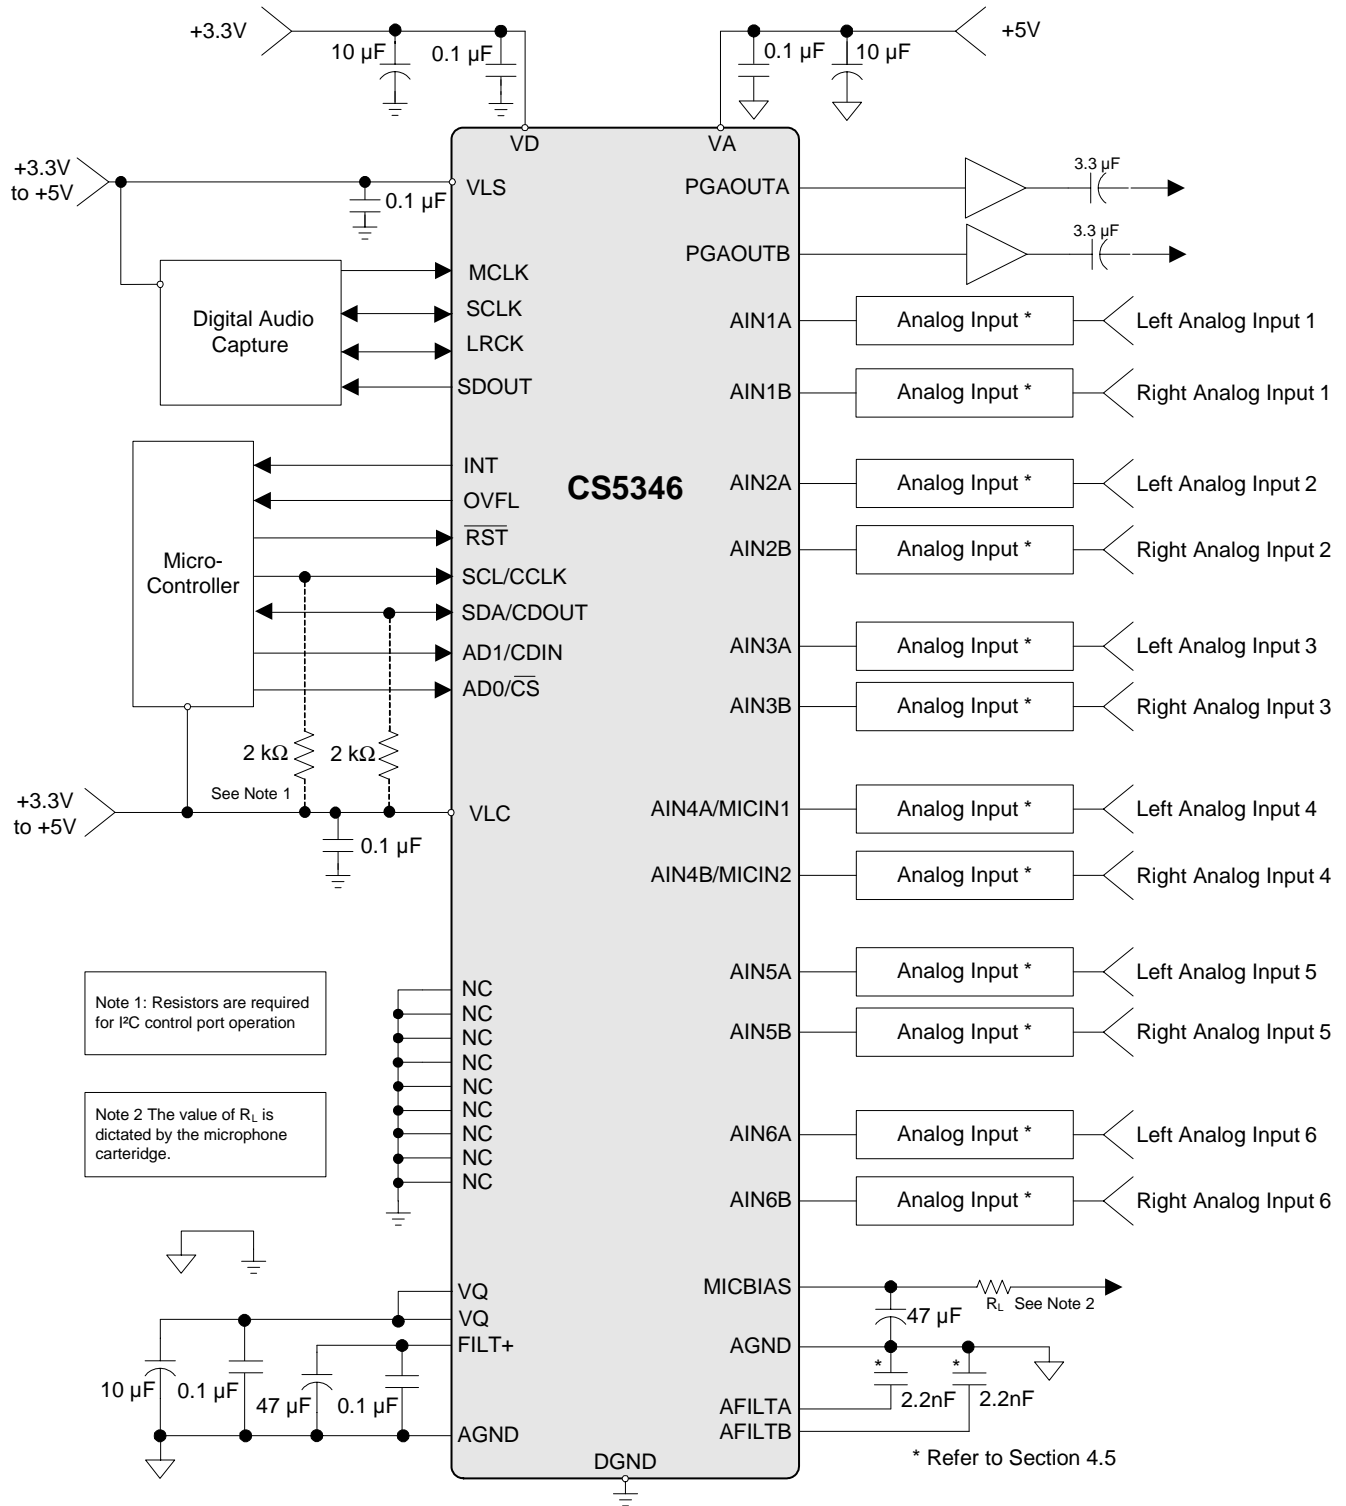 +3.3V
10 µF
0.1 µF
0.1 µF
10 µF
+5V
VD
VA
+3.3V
to +5V
0.1 µF
VLS
PGAOUTA
3.3 µF
PGAOUTB
3.3 µF
Digital Audio
Capture
MCLK
SCLK
LRCK
SDOUT
AIN1A
Analog Input *
Left Analog Input 1
AIN1B
Analog Input *
Right Analog Input 1
Micro-
Controller
INT
OVFL
RST
SCL/CCLK
SDA/CDOUT
AD1/CDIN
AD0/CS
CS5346
AIN2A
Analog Input *
Left Analog Input 2
AIN2B
Analog Input *
Right Analog Input 2
AIN3A
Analog Input *
Left Analog Input 3
AIN3B
Analog Input *
Right Analog Input 3
2 kΩ
2 kΩ
See Note 1
+3.3V
to +5V
VLC
0.1 µF
AIN4A/MICIN1
Analog Input *
Left Analog Input 4
AIN4B/MICIN2
Analog Input *
Right Analog Input 4
AIN5A
Analog Input *
Left Analog Input 5
AIN5B
Analog Input *
Right Analog Input 5
Note 1: Resistors are required
for I²C control port operation
Note 2 The value of RL is
dictated by the microphone
carteridge.
NC
NC
NC
NC
NC
NC
NC
NC
NC
AIN6A
Analog Input *
Left Analog Input 6
AIN6B
Analog Input *
Right Analog Input 6
VQ
VQ
FILT+
10 µF
0.1 µF
47 µF
0.1 µF
AGND
MICBIAS
RL See Note 2
47 µF
AGND
*
*
2.2nF
2.2nF
AFILTA
AFILTB
DGND
* Refer to Section 4.5